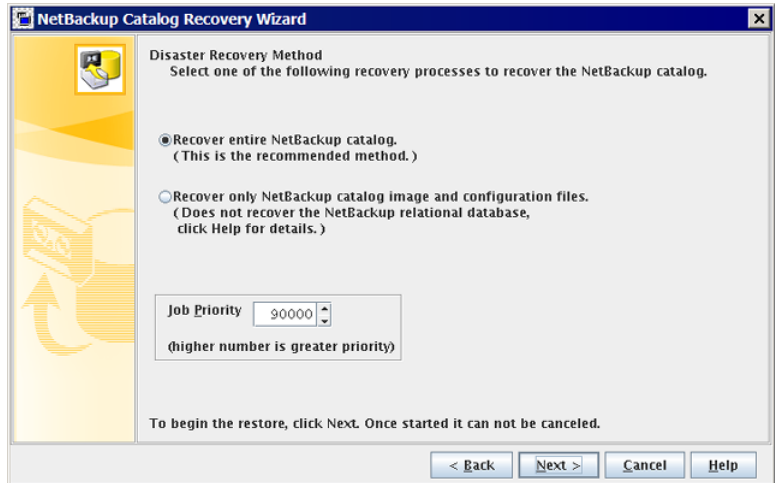 NetBackup Catalog Recovery Wizard
Disaster Recovery Method
Select one of the following recovery processes to recover the NetBackup catalog.
Recover entire NetBackup catalog.
(This is the recommended method.)
Recover only NetBackup catalog image and configuration files.
(Does not recover the NetBackup relational database,
click Help for details.)
Job Priority 90000
(higher number is greater priority)
To begin the restore, click Next. Once started it can not be canceled.
< Back Next > Cancel Help